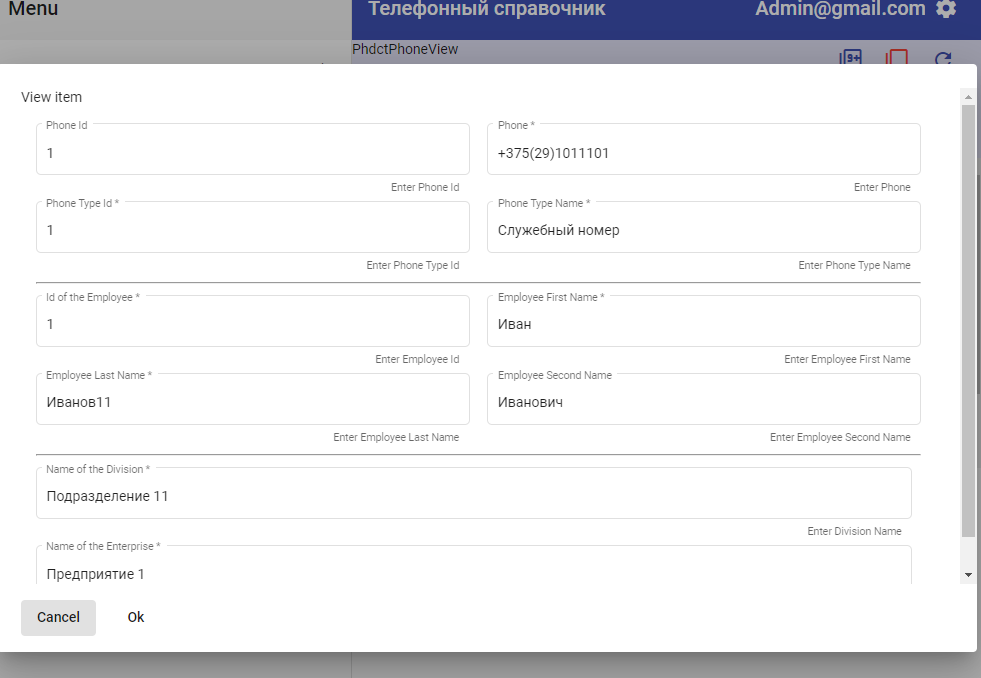 Menu
Телефонный справочник
Admin@gmail.com
PhdctPhoneView
9+
View item
Phone Id
Phone *
1
+375(29)1011101
Enter Phone Id
Enter Phone
Phone Type Id *
Phone Type Name *
1
Служебный номер
Enter Phone Type Id
Enter Phone Type Name
Id of the Employee *
Employee First Name *
1
Иван
Enter Employee Id
Enter Employee First Name
Employee Last Name *
Employee Second Name
Иванов11
Иванович
Enter Employee Last Name
Enter Employee Second Name
Name of the Division *
Подразделение 11
Enter Division Name
Name of the Enterprise *
Предприятие 1
Cancel
Ok